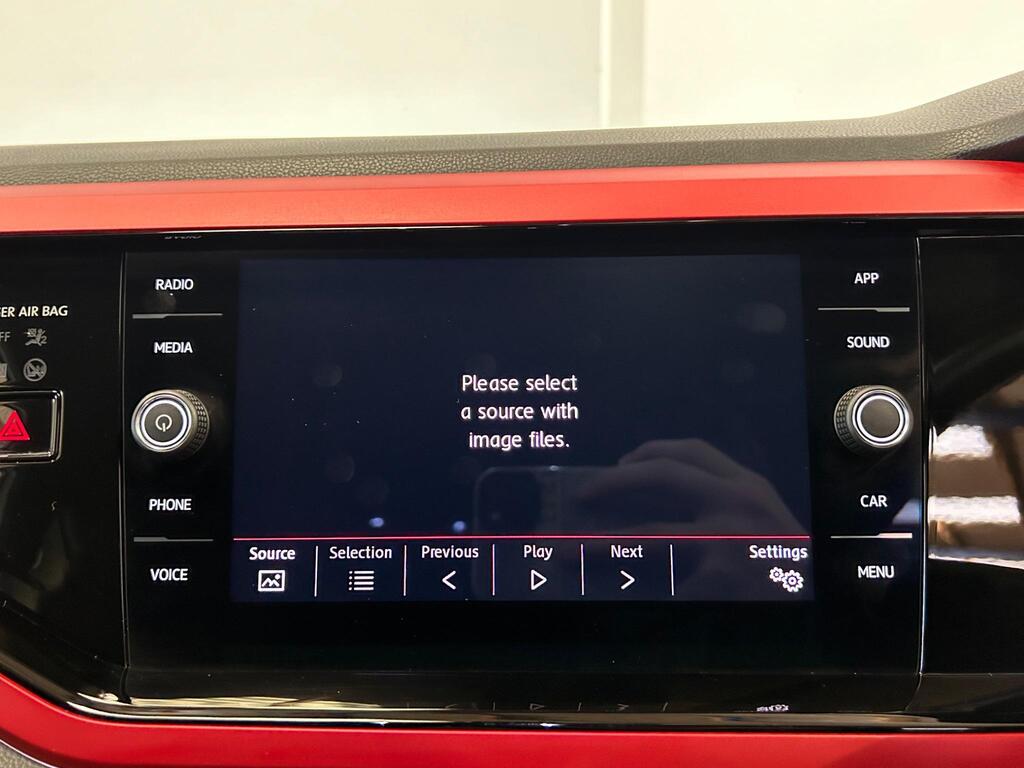 RADIO
MEDIA
PHONE
VOICE
ER AIR BAG
FF
Please select
a source with
image files.
Source
Selection
Previous
Play
Next
Settings
APP
SOUND
CAR
MENU